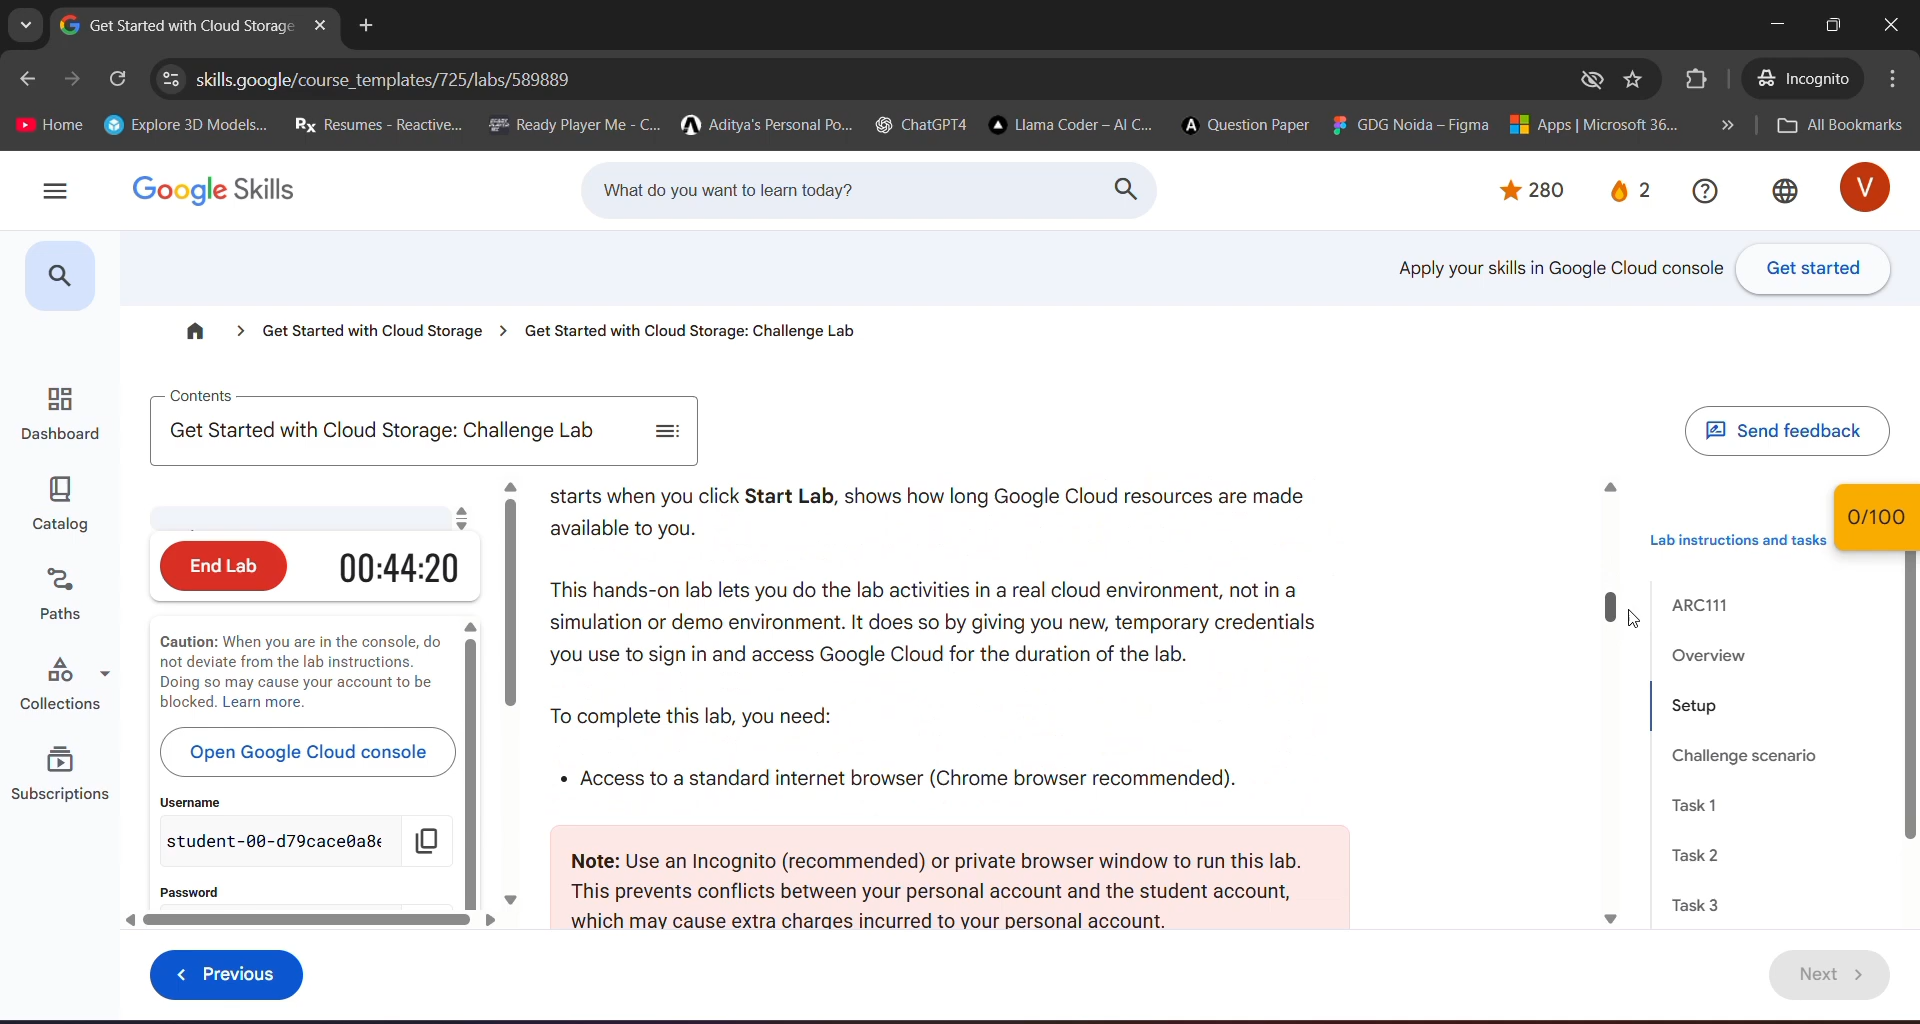 Get Started with Cloud Storage
skills.google/course_templates/725/labs/589889
Incognito
Home
Explore 3D Models...
Resumes - Reactive...
Ready Player Me - C...
Aditya's Personal Po...
ChatGPT4
Llama Coder – AI C...
Question Paper
GDG Noida – Figma
Apps | Microsoft 36...
All Bookmarks
Google Skills
What do you want to learn today?
280
2
V
Apply your skills in Google Cloud console
Get started
Get Started with Cloud Storage > Get Started with Cloud Storage: Challenge Lab
Dashboard
Catalog
Paths
Collections
Subscriptions
Contents
Get Started with Cloud Storage: Challenge Lab
Send feedback
End Lab
00:44:20
Caution: When you are in the console, do
not deviate from the lab instructions.
Doing so may cause your account to be
blocked. Learn more.
Open Google Cloud console
Username
student-00-d79cace0a8e
Password
starts when you click Start Lab, shows how long Google Cloud resources are made
available to you.
This hands-on lab lets you do the lab activities in a real cloud environment, not in a
simulation or demo environment. It does so by giving you new, temporary credentials
you use to sign in and access Google Cloud for the duration of the lab.
To complete this lab, you need:
• Access to a standard internet browser (Chrome browser recommended).
Note: Use an Incognito (recommended) or private browser window to run this lab.
This prevents conflicts between your personal account and the student account,
which may cause extra charges incurred to your personal account.
0/100
Lab instructions and tasks
ARC111
Overview
Setup
Challenge scenario
Task 1
Task 2
Task 3
Previous
Next